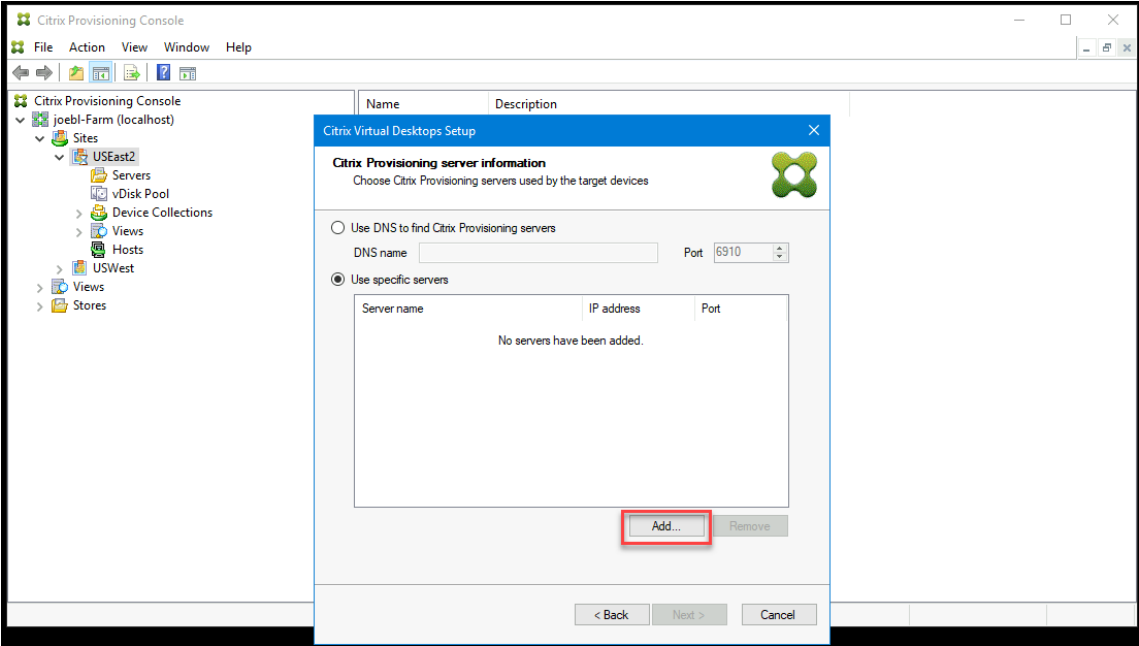 Citrix Provisioning Console
File Action View Window Help
Citrix Provisioning Console
joebl-Farm (localhost)
Sites
USEast2
Servers
vDisk Pool
Device Collections
Views
Hosts
USWest
Views
Stores
Name Description
Citrix Virtual Desktops Setup
Citrix Provisioning server information
Choose Citrix Provisioning servers used by the target devices
Use DNS to find Citrix Provisioning servers
DNS name Port 6910
Use specific servers
Server name IP address Port
No servers have been added.
Add... Remove
< Back Next > Cancel